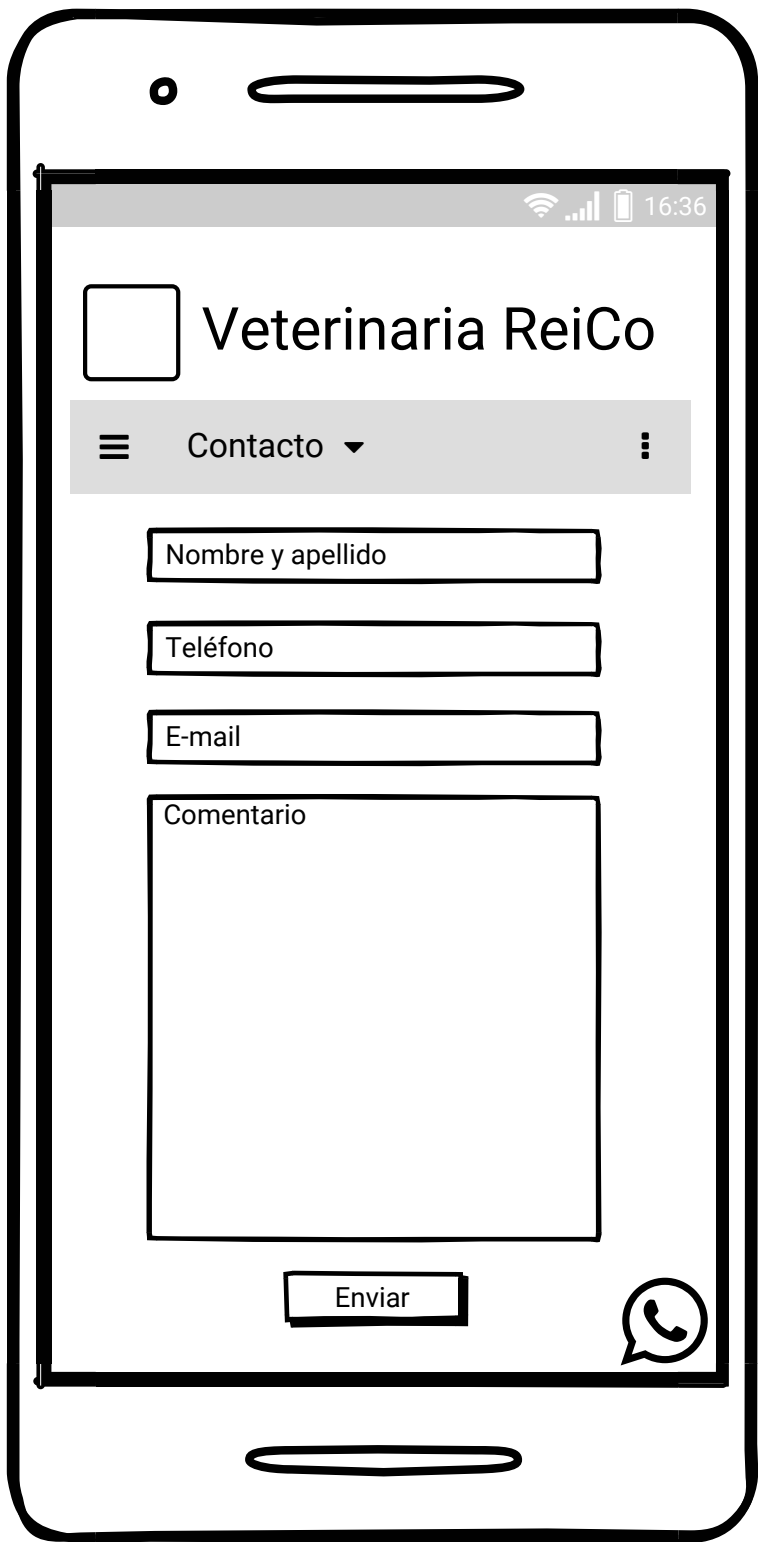 16:36
Veterinaria ReiCo
Contacto
Nombre y apellido
Teléfono
E-mail
Comentario
Enviar